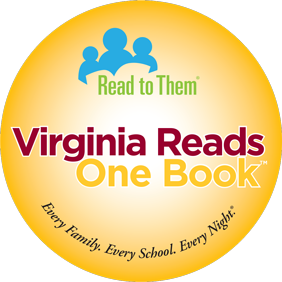 Read to Them®
Virginia Reads
One Book™
Every Family. Every School. Every Night.®